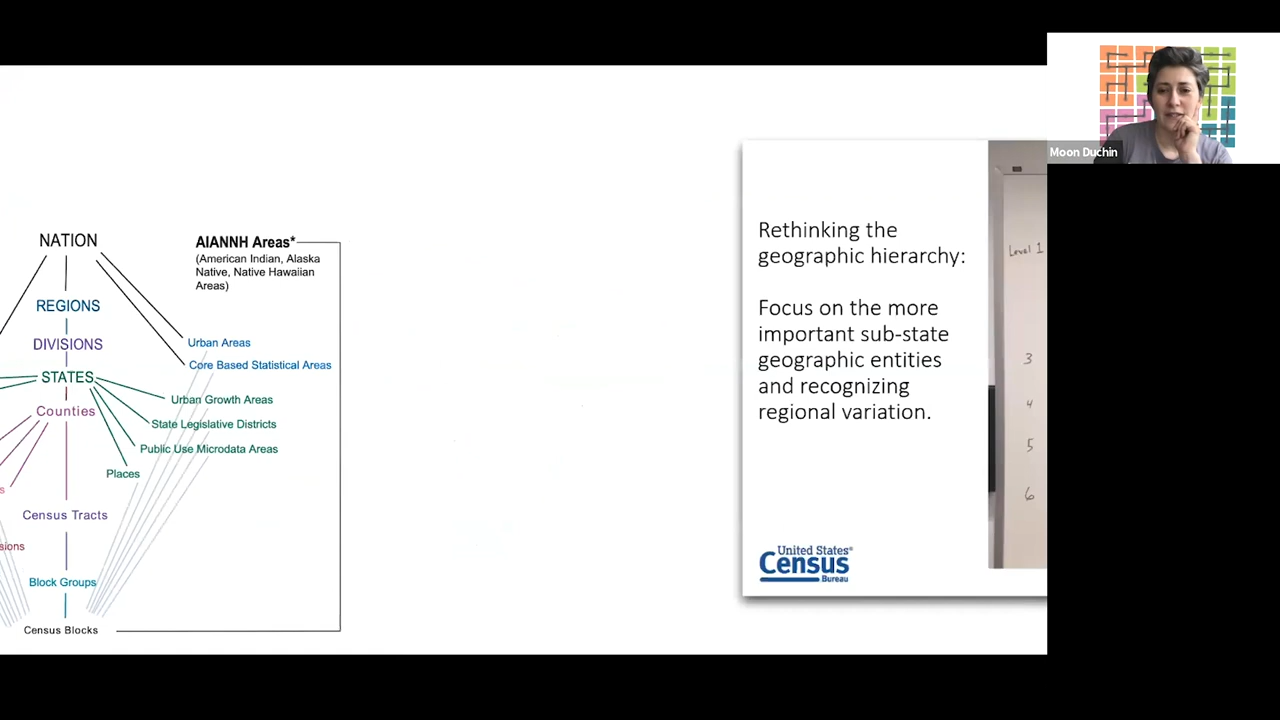 NATION
AIANNH Areas*
(American Indian, Alaska
Native, Native Hawaiian
Areas)
REGIONS
DIVISIONS
STATES
Counties
Urban Areas
Core Based Statistical Areas
Urban Growth Areas
State Legislative Districts
Public Use Microdata Areas
Places
s
Census Tracts
sions
Block Groups
Census Blocks
Rethinking the
geographic hierarchy:
Focus on the more
important sub-state
geographic entities
and recognizing
regional variation.
United States®
Census
Bureau
Level 1
3
4
5
6
Moon Duchin